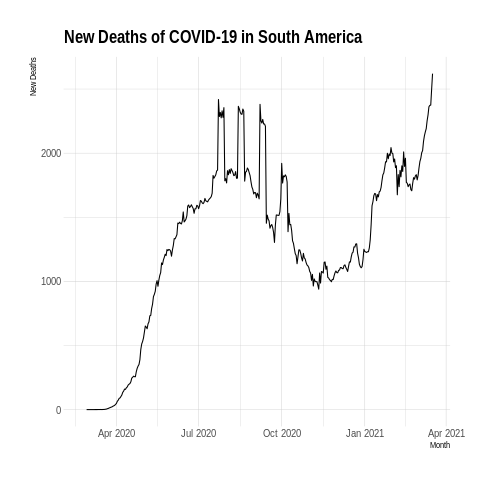 New Deaths of COVID-19 in South America
New Deaths
2000
1000
0
Apr 2020 Jul 2020 Oct 2020 Jan 2021 Apr 2021
Month